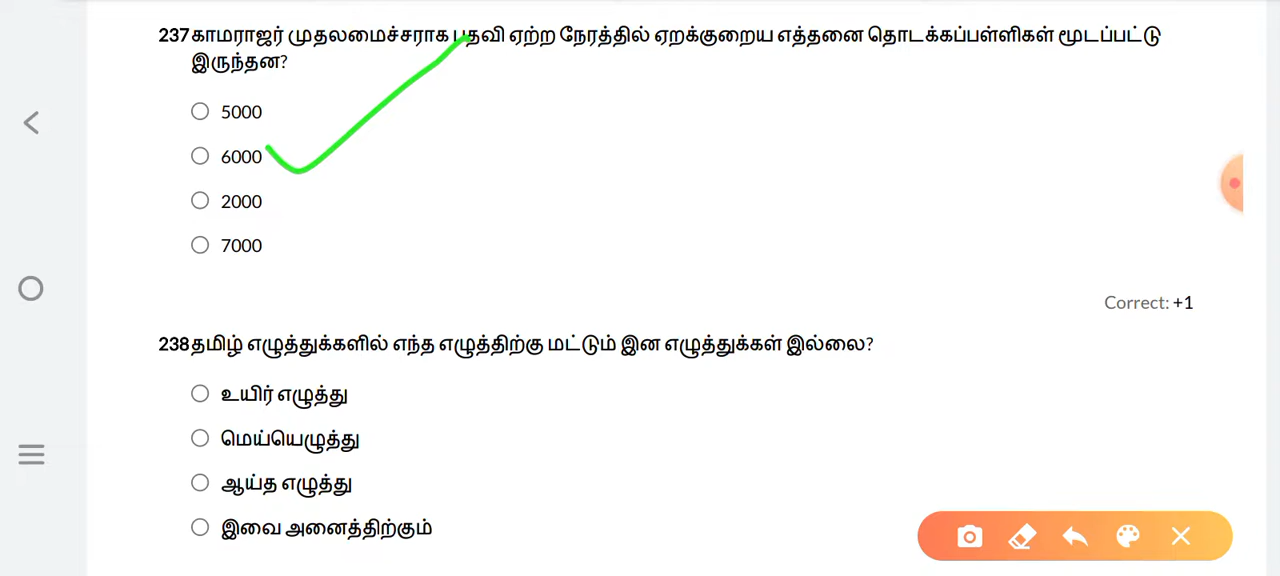 237 காமராஜர் முதலமைச்சராக பதவி ஏற்ற நேரத்தில் ஏறக்குறைய எத்தனை தொடக்கப்பள்ளிகள் மூடப்பட்டு
இருந்தன?
5000
6000
2000
7000
Correct: +1
238 தமிழ் எழுத்துக்களில் எந்த எழுத்திற்கு மட்டும் இன எழுத்துக்கள் இல்லை?
உயிர் எழுத்து
மெய்யெழுத்து
ஆய்த எழுத்து
இவை அனைத்திற்கும்